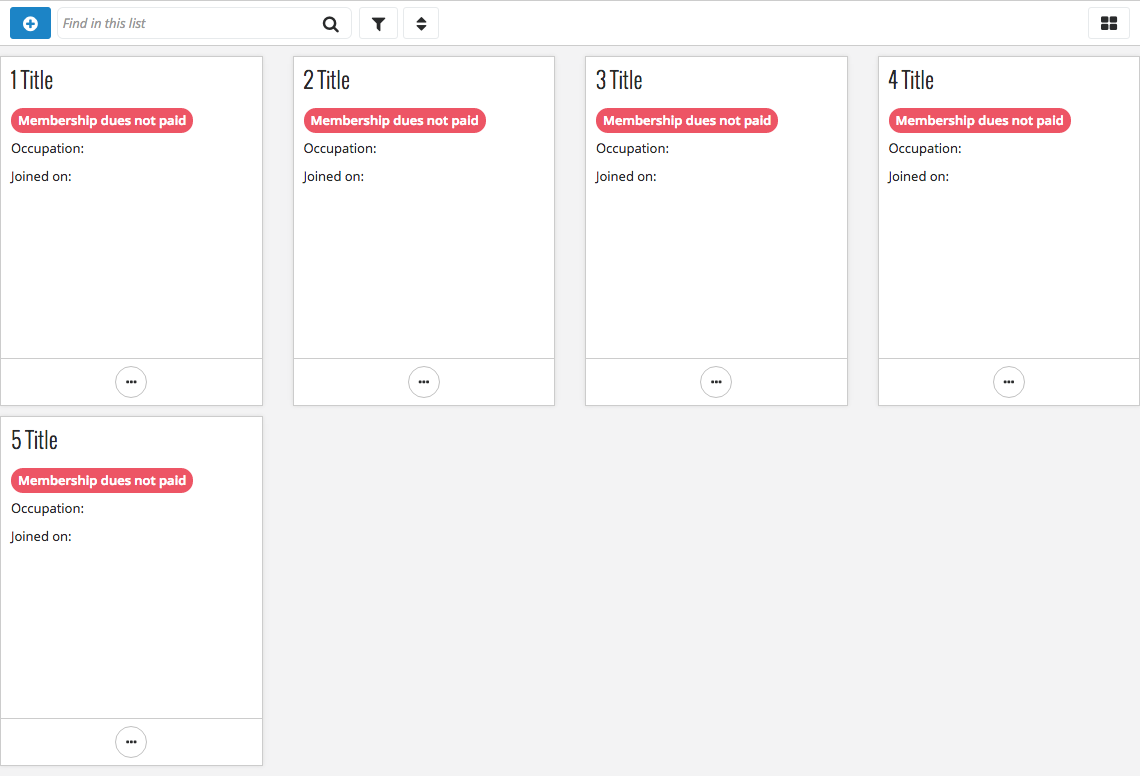 Find in this list
1 Title
Membership dues not paid
Occupation:
Joined on:
2 Title
Membership dues not paid
Occupation:
Joined on:
3 Title
Membership dues not paid
Occupation:
Joined on:
4 Title
Membership dues not paid
Occupation:
Joined on:
5 Title
Membership dues not paid
Occupation:
Joined on: